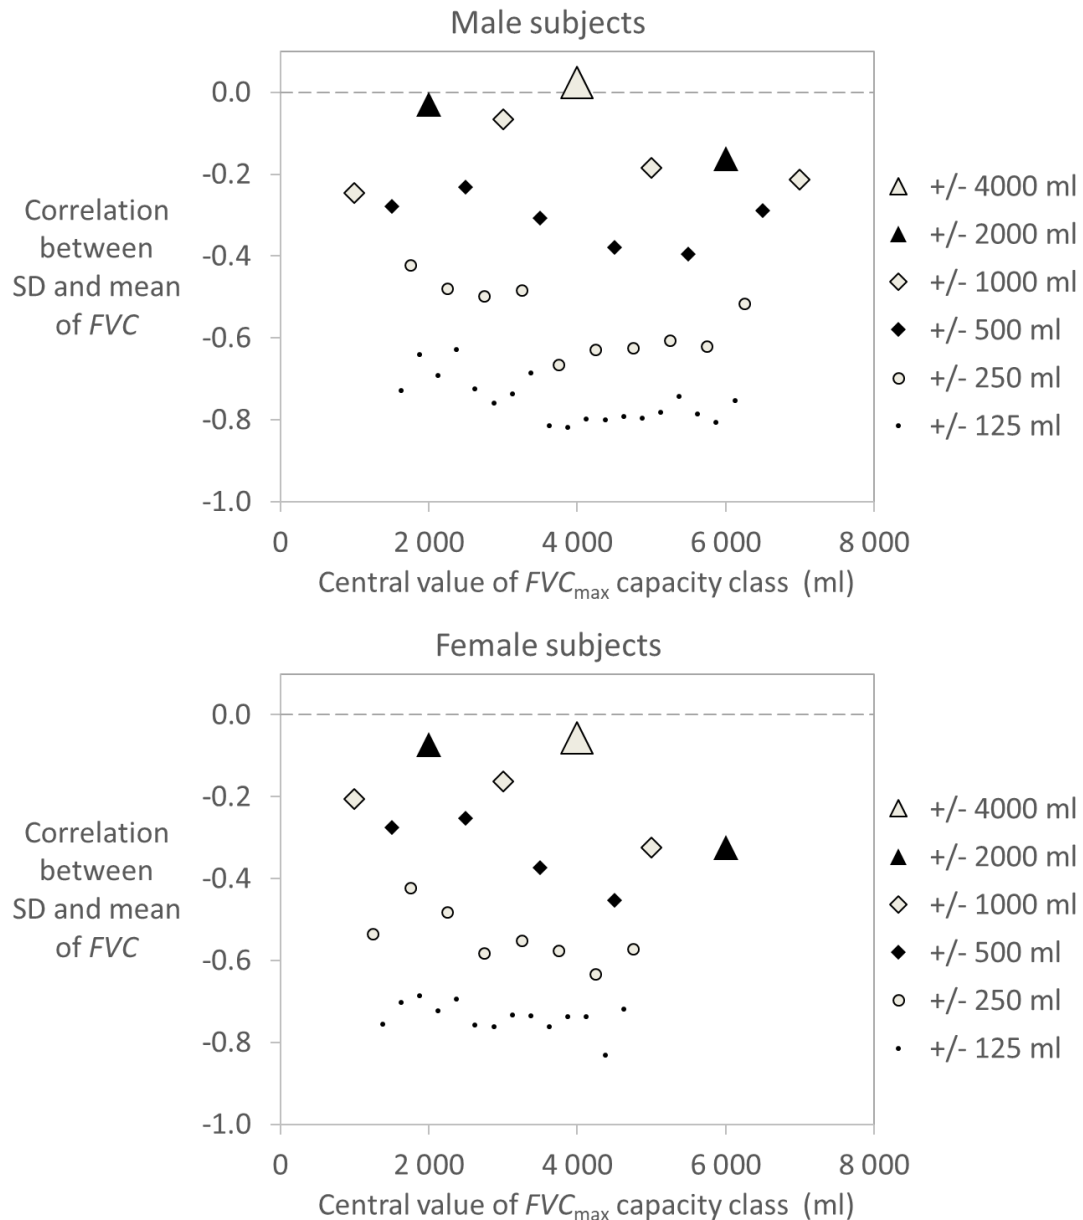 Male subjects
0.0
-0.2
-0.4
-0.6
-0.8
-1.0
Correlation
between
SD and mean
of FVC
0
2 000
4 000
6 000
8 000
Central value of FVCmax capacity class (ml)
+/- 4000 ml
+/- 2000 ml
+/- 1000 ml
+/- 500 ml
+/- 250 ml
+/- 125 ml
Female subjects
0.0
-0.2
-0.4
-0.6
-0.8
-1.0
Correlation
between
SD and mean
of FVC
0
2 000
4 000
6 000
8 000
Central value of FVCmax capacity class (ml)
+/- 4000 ml
+/- 2000 ml
+/- 1000 ml
+/- 500 ml
+/- 250 ml
+/- 125 ml